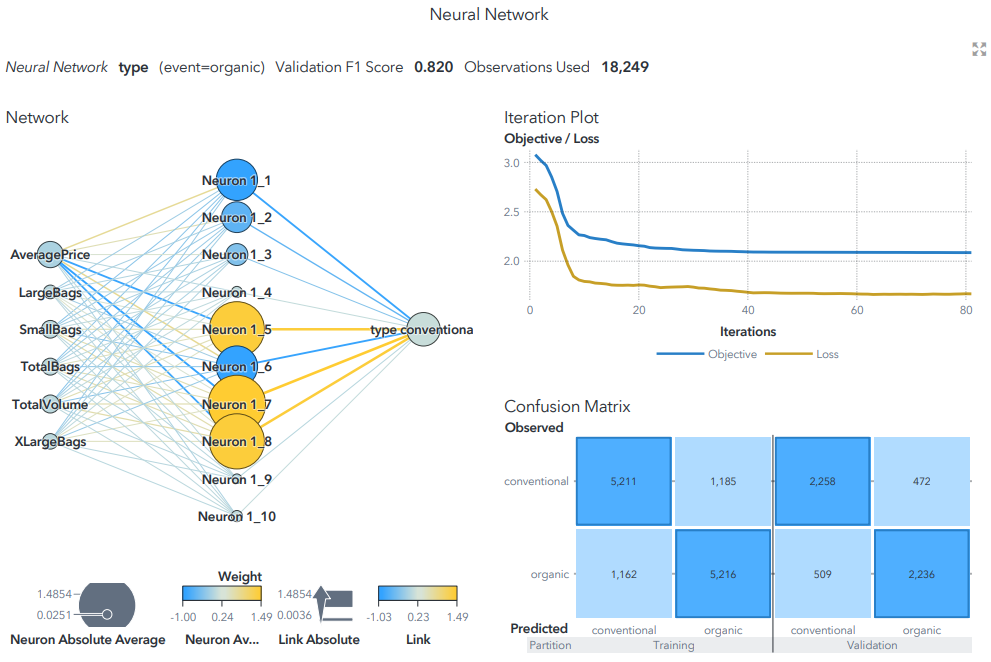 Neural Network
Neural Network type (event=organic) Validation F1 Score 0.820 Observations Used 18,249
Network
Neuron 1_1
Neuron 1_2
AveragePrice
Neuron 1_3
LargeBags
Neuron 1_4
SmallBags
Neuron 1_5
type conventiona
TotalBags
Neuron 1_6
TotalVolume
Neuron 1_7
XLargeBags
Neuron 1_8
Neuron 1_9
Neuron 1_10
Weight
1.4854
0.0251
Neuron Absolute Average
-1.00 0.24 1.49
Neuron Av...
1.4854
0.0036
Link Absolute
-1.03 0.23 1.49
Link
Iteration Plot
Objective / Loss
3.0
2.5
2.0
0 20 40 60 80
Iterations
Objective Loss
Confusion Matrix
Observed
conventional 5,211 1,185 2,258 472
organic 1,162 5,216 509 2,236
Predicted conventional organic conventional organic
Partition Training Validation